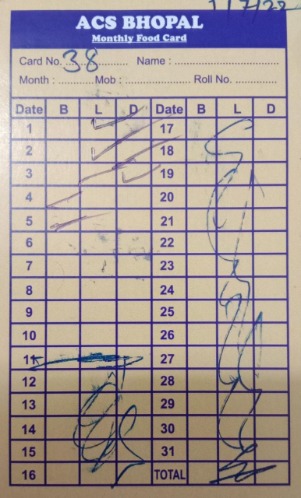 1/7/22
ACS BHOPAL
Monthly Food Card
Card No. 38 Name :
Month : Mob : Roll No.
Date B L D Date B L D
1 17
2 18
3 19
4 20
5 21
6 22
7 23
8 24
9 25
10 26
11 27
12 28
13 29
14 30
15 31
16 TOTAL